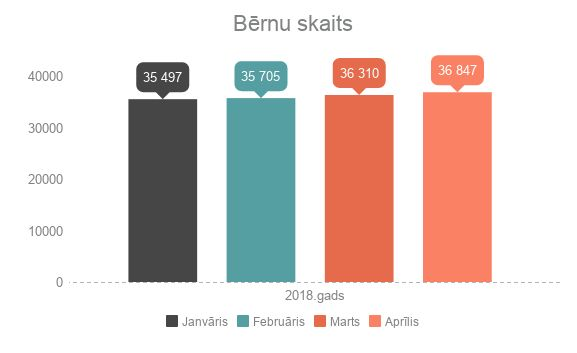 Bērnu skaits
40000
30000
20000
10000
0
35 497
35 705
36 310
36 847
2018.gads
Janvāris
Februāris
Marts
Aprīlis